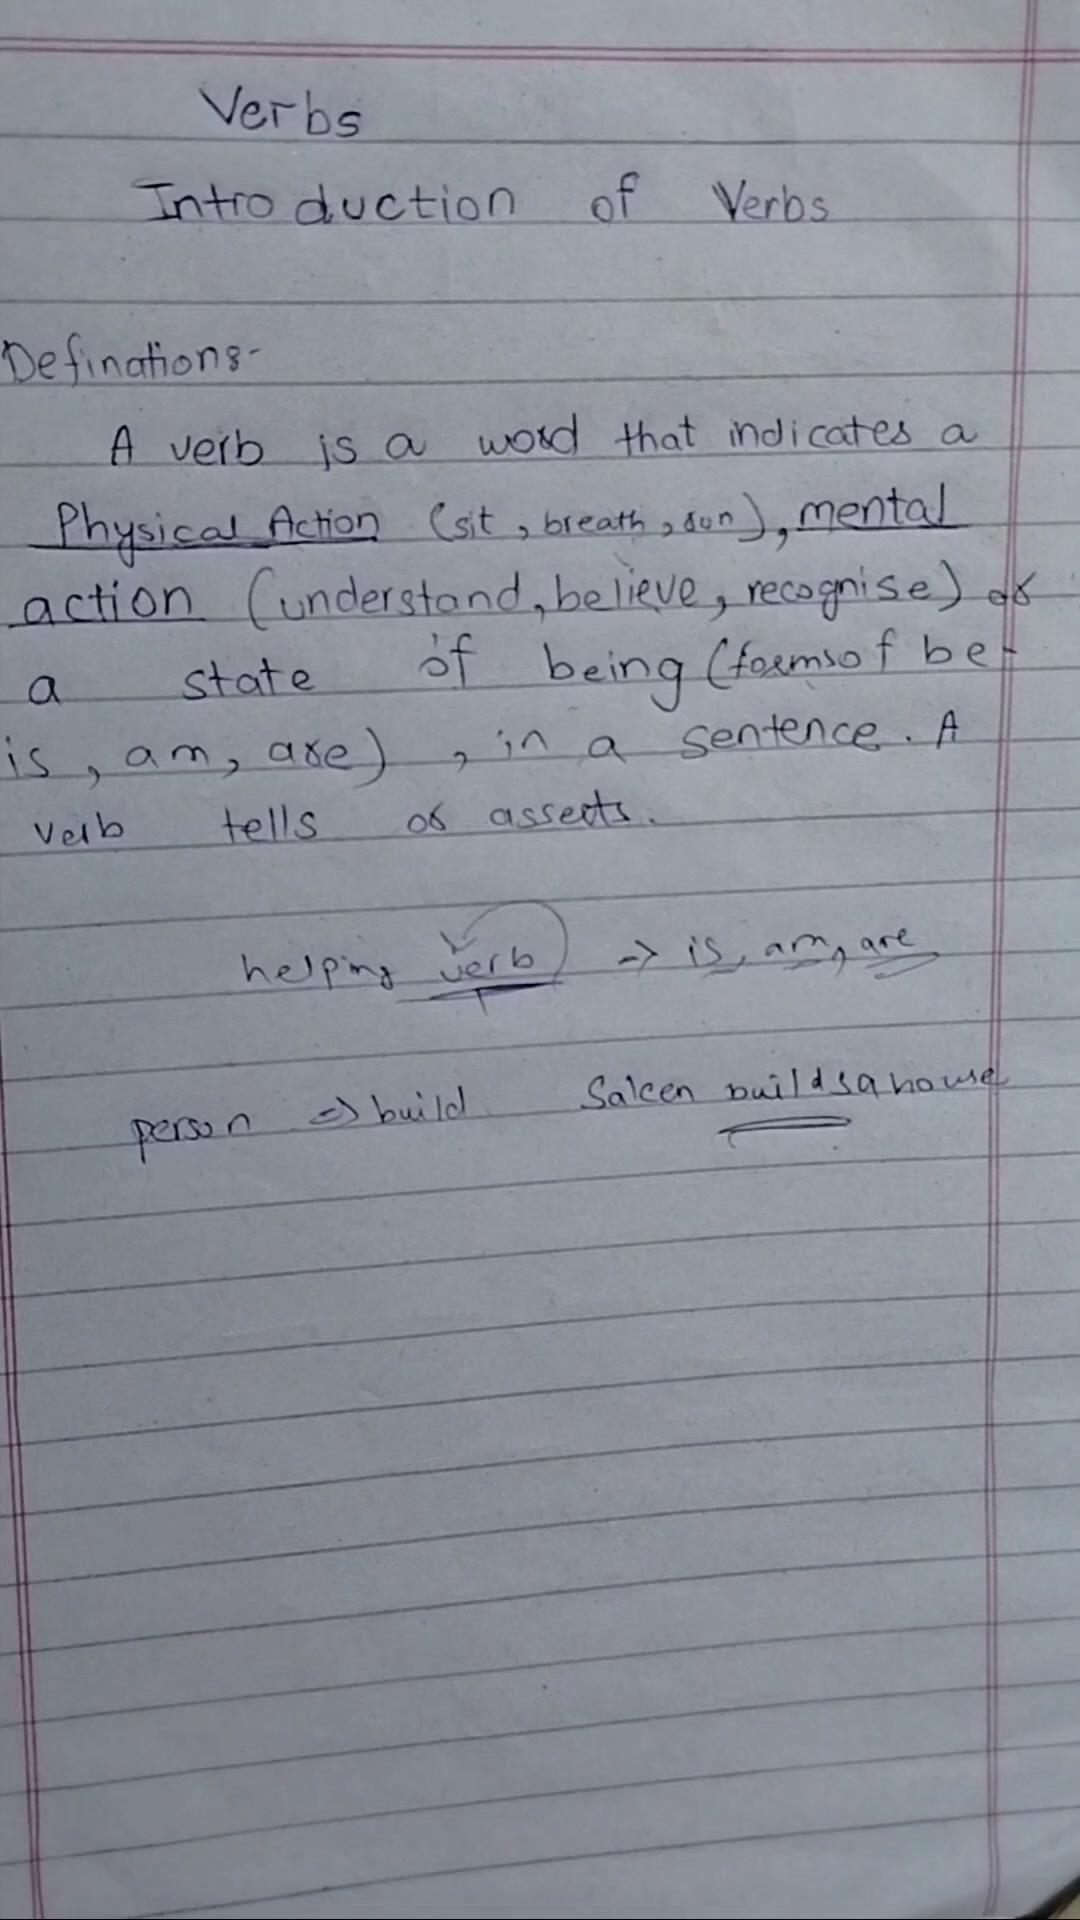 Verbs
Introduction of Verbs
Definations-
A verb is a word that indicates a
Physical Action (sit, breath, run), mental
action (understand, believe, recognise) or
a state of being (forms of be-
is, am, are), in a sentence. A
verb tells or asserts.
helping verb -> is, am, are
person => build Saleen builds a house